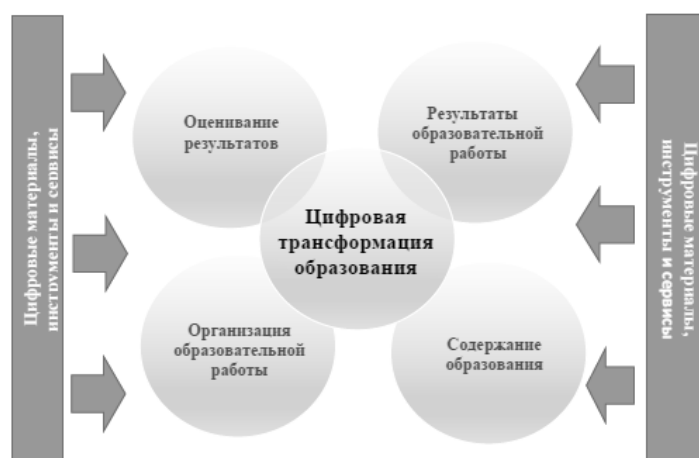 Цифровые материалы,
инструменты и сервисы
Оценивание
результатов
Результаты
образовательной
работы
Цифровая
трансформация
образования
Организация
образовательной
работы
Содержание
образования
Цифровые материалы,
инструменты и сервисы